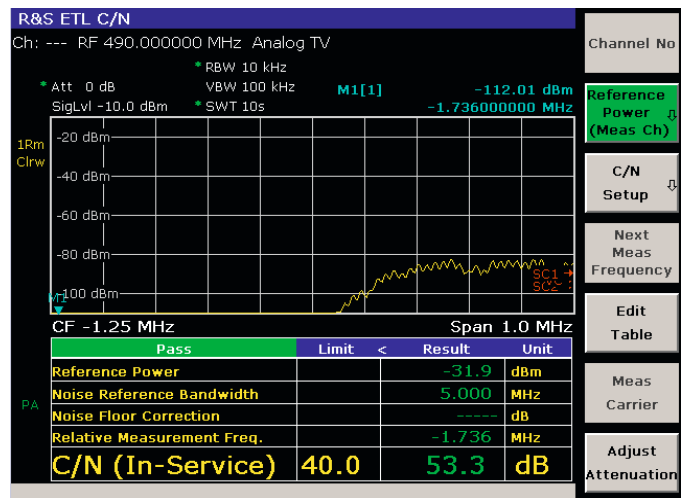 R&S ETL C/N
Ch: --- RF 490.000000 MHz Analog TV
* RBW 10 kHz
* Att 0 dB VBW 100 kHz M1[1] -112.01 dBm
SigLvl -10.0 dBm * SWT 10s -1.736000000 MHz
1Rm
Clrw
-20 dBm
-40 dBm
-60 dBm
-80 dBm
SC1
SC2
M1
-100 dBm
CF -1.25 MHz Span 1.0 MHz
Pass Limit < Result Unit
Reference Power -31.9 dBm
Noise Reference Bandwidth 5.000 MHz
PA
Noise Floor Correction ----- dB
Relative Measurement Freq. -1.736 MHz
C/N (In-Service) 40.0 53.3 dB
Channel No
Reference
Power
(Meas Ch)
C/N
Setup
Next
Meas
Frequency
Edit
Table
Meas
Carrier
Adjust
Attenuation